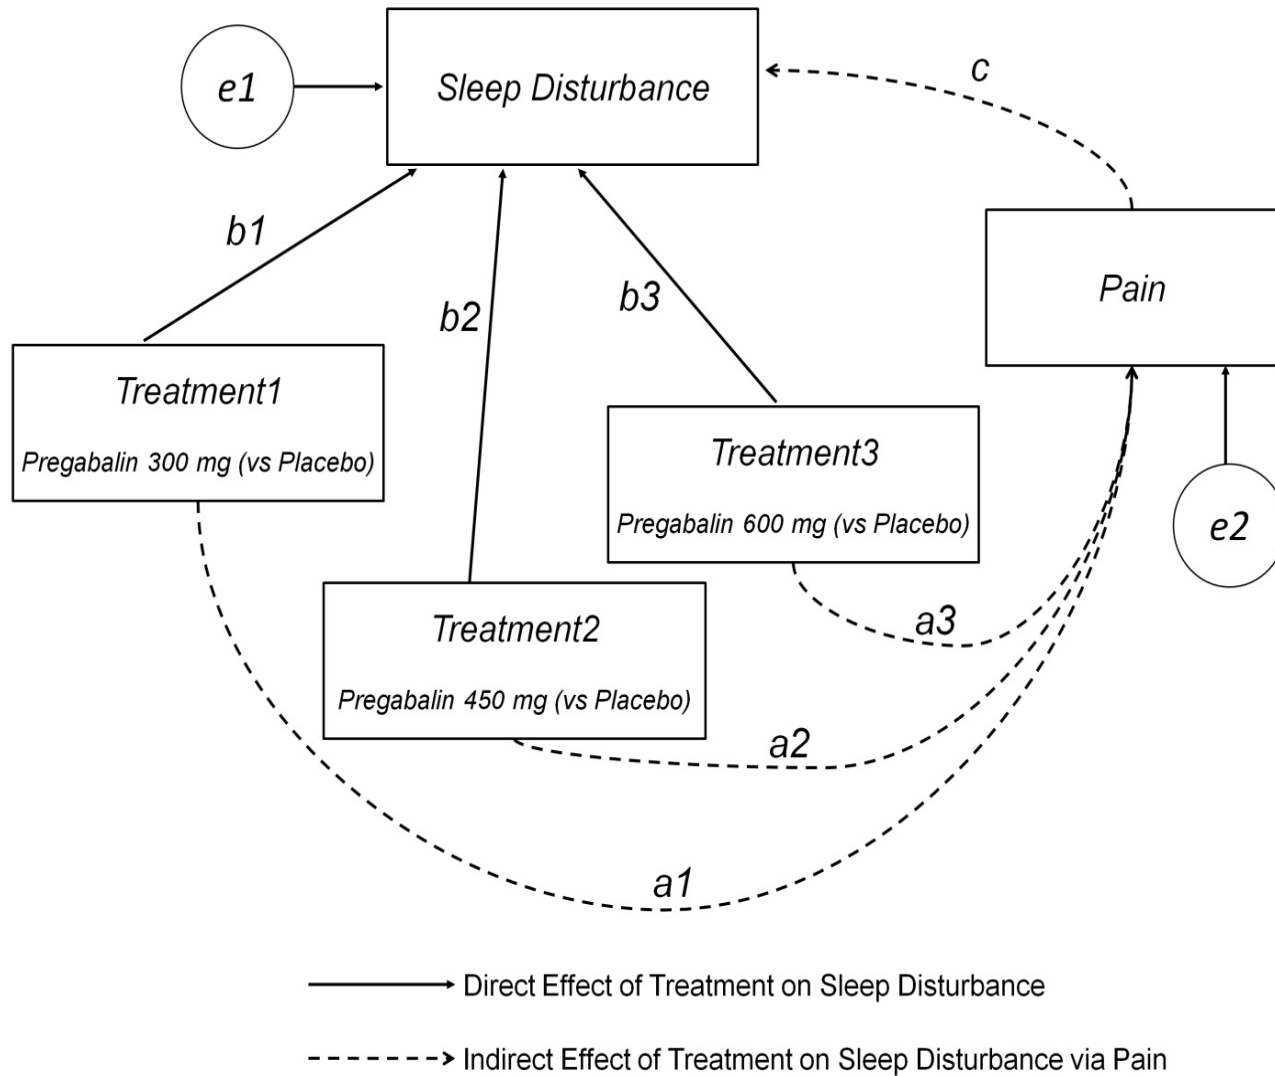 e1
Sleep Disturbance
c
b1
b2
b3
Pain
Treatment1
Pregabalin 300 mg (vs Placebo)
Treatment3
Pregabalin 600 mg (vs Placebo)
e2
Treatment2
Pregabalin 450 mg (vs Placebo)
a3
a2
a1
Direct Effect of Treatment on Sleep Disturbance
Indirect Effect of Treatment on Sleep Disturbance via Pain